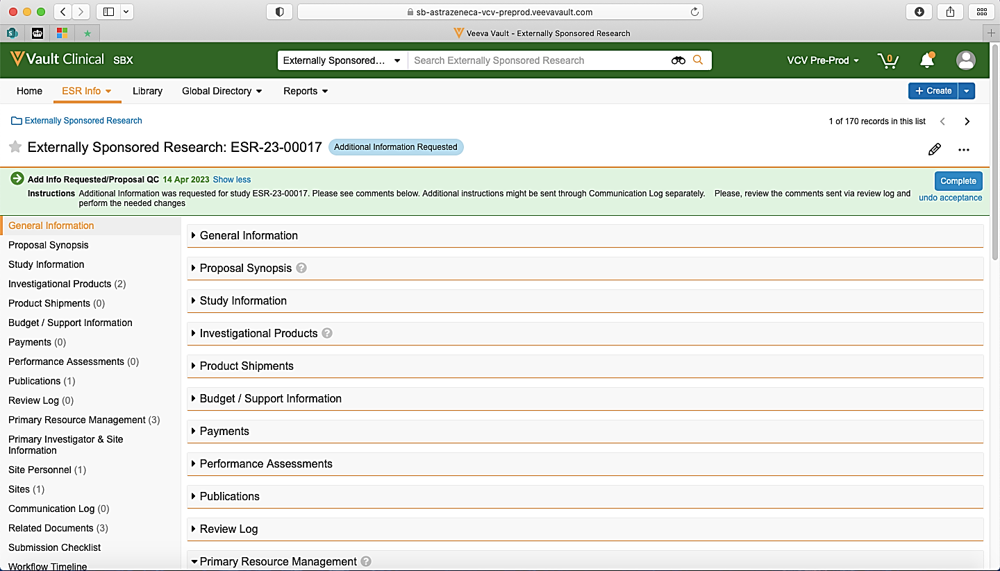 sb-astrazeneca-vcv-preprod.veevavault.com
Veeva Vault - Externally Sponsored Research
Vault Clinical SBX
Externally Sponsored...
Search Externally Sponsored Research
VCV Pre-Prod
0
Home
ESR Info
Library
Global Directory
Reports
+ Create
Externally Sponsored Research
1 of 170 records in this list
Externally Sponsored Research: ESR-23-00017
Additional Information Requested
Add Info Requested/Proposal QC 14 Apr 2023 Show less
Complete
Instructions Additional Information was requested for study ESR-23-00017. Please see comments below. Additional instructions might be sent through Communication Log separately. Please, review the comments sent via review log and
perform the needed changes
undo acceptance
General Information
Proposal Synopsis
Study Information
Investigational Products (2)
Product Shipments (0)
Budget / Support Information
Payments (0)
Performance Assessments (0)
Publications (1)
Review Log (0)
Primary Resource Management (3)
Primary Investigator & Site
Information
Site Personnel (1)
Sites (1)
Communication Log (0)
Related Documents (3)
Submission Checklist
Workflow Timeline
General Information
Proposal Synopsis ?
Study Information
Investigational Products ?
Product Shipments
Budget / Support Information
Payments
Performance Assessments
Publications
Review Log
Primary Resource Management ?